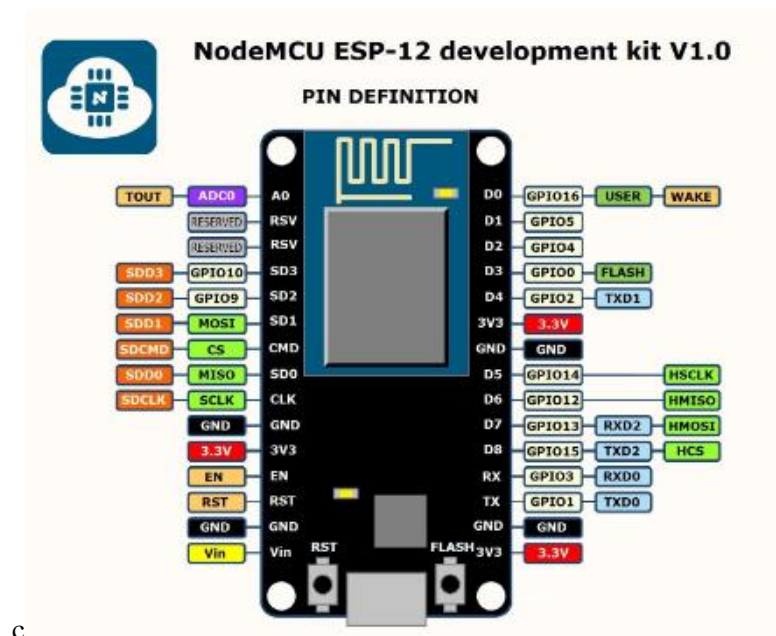 NodeMCU ESP-12 development kit V1.0
N
PIN DEFINITION
TOUT ADC0 A0 D0 GPIO16 USER WAKE
RESERVED RSV D1 GPIO5
RESERVED RSV D2 GPIO4
SDD3 GPIO10 SD3 D3 GPIO0 FLASH
SDD2 GPIO9 SD2 D4 GPIO2 TXD1
SDD1 MOSI SD1 3V3 3.3V
SDCMD CS CMD GND GND
SDD0 MISO SD0 D5 GPIO14 HSCLK
SDCLK SCLK CLK D6 GPIO12 HMISO
GND GND D7 GPIO13 RXD2 HMOSI
3.3V 3V3 D8 GPIO15 TXD2 HCS
EN EN RX GPIO3 RXD0
RST RST TX GPIO1 TXD0
GND GND GND GND
Vin Vin RST FLASH 3V3 3.3V
c